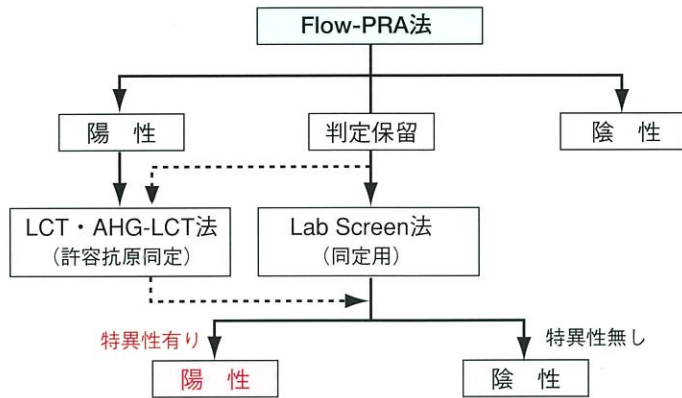 Flow-PRA法
陽　性
判定保留
陰　性
LCT・AHG-LCT法
（許容抗原同定）
Lab Screen法
（同定用）
特異性有り
特異性無し
陽　性
陰　性